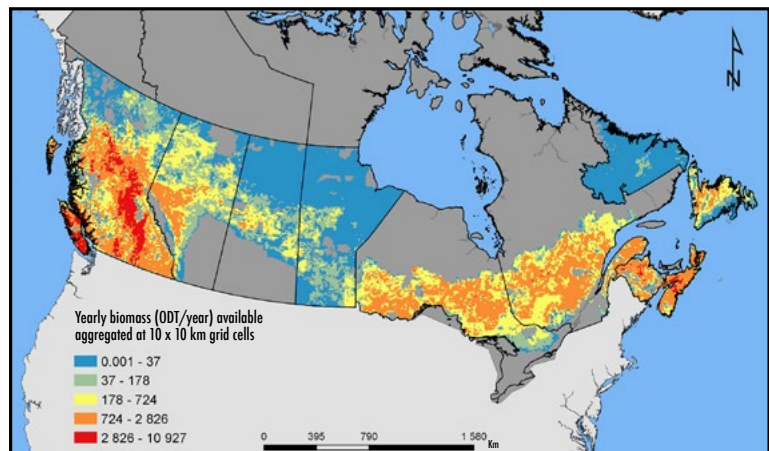 N
Yearly biomass (ODT/year) available
aggregated at 10 x 10 km grid cells
0.001 - 37
37 - 178
178 - 724
724 - 2 826
2 826 - 10 927
0 395 790 1 580
Km